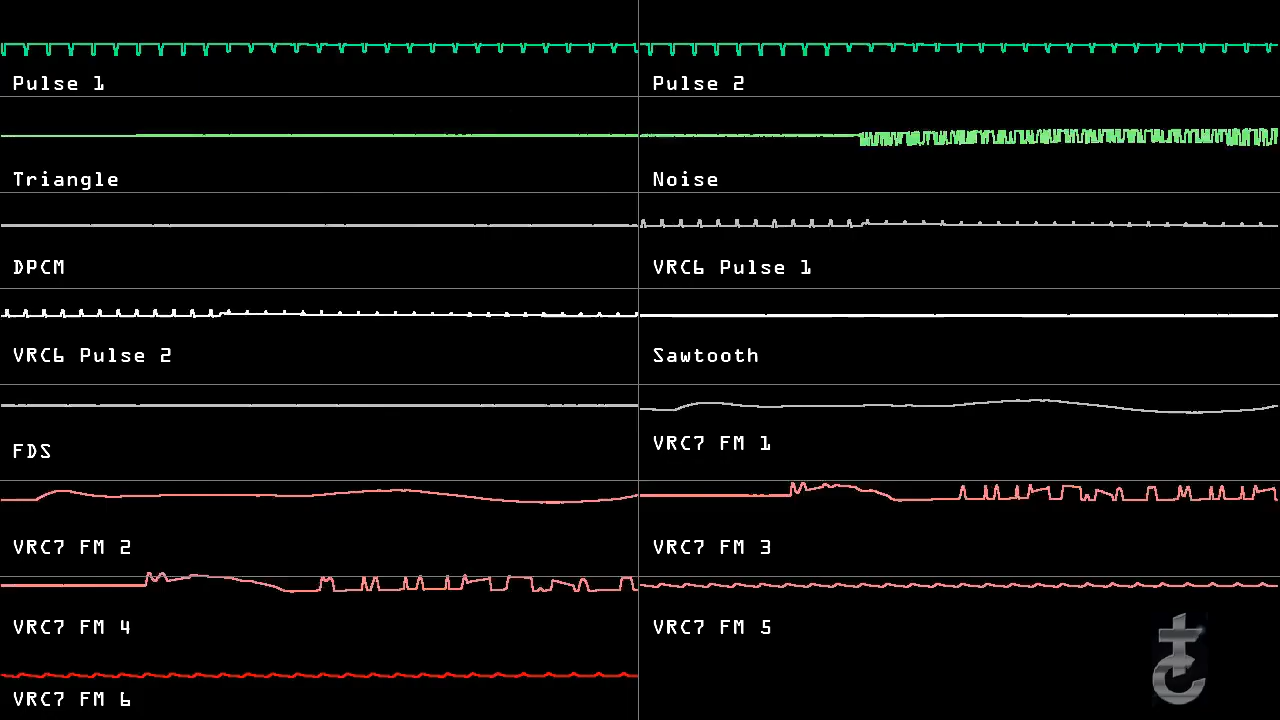 Pulse 1
Pulse 2
Triangle
Noise
DPCM
VRC6 Pulse 1
VRC6 Pulse 2
Sawtooth
FDS
VRC7 FM 1
VRC7 FM 2
VRC7 FM 3
VRC7 FM 4
VRC7 FM 5
VRC7 FM 6